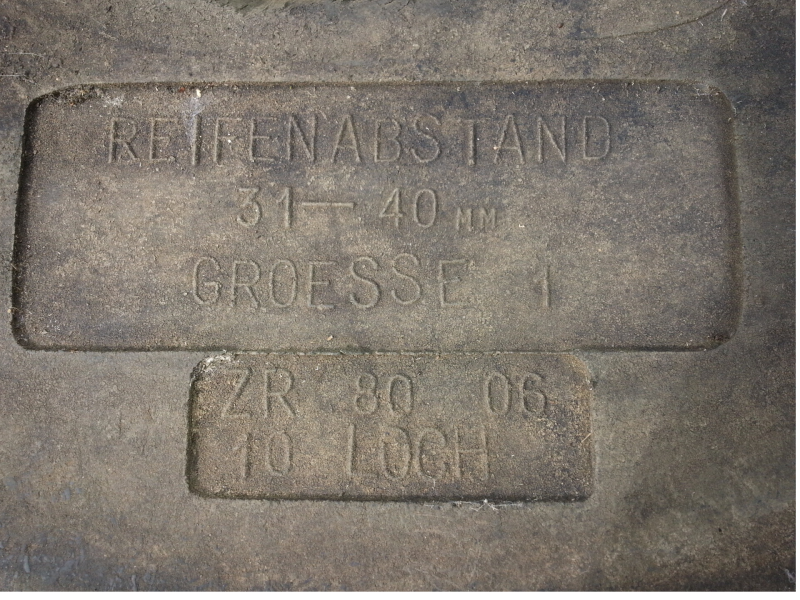 REIFENABSTAND
31— 40 MM
GROESSE 1
ZR 80 06
10 LOCH